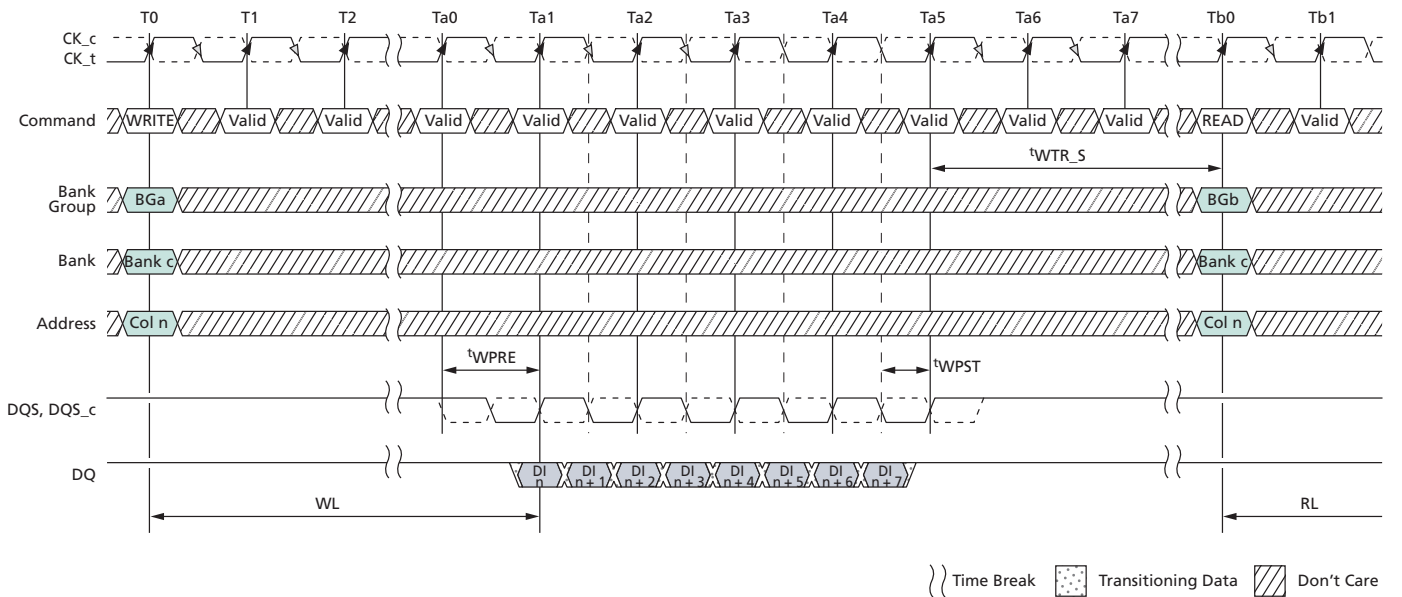 T0 T1 T2 Ta0 Ta1 Ta2 Ta3 Ta4 Ta5 Ta6 Ta7 Tb0 Tb1
CK_c
CK_t
Command WRITE Valid Valid Valid Valid Valid Valid Valid Valid Valid Valid READ Valid
tWTR_S
Bank
Group
BGa BGb
Bank Bank c Bank c
Address Col n Col n
tWPRE tWPST
DQS, DQS_c
DQ
DI DI DI DI DI DI DI DI
n n + 1 n + 2 n + 3 n + 4 n + 5 n + 6 n + 7
WL RL
Time Break Transitioning Data Don't Care